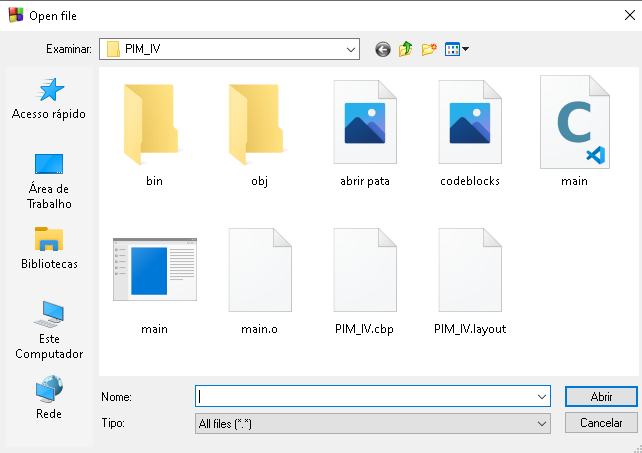 Open file
Examinar:
PIM_IV
Acesso rápido
Área de
Trabalho
Bibliotecas
Este
Computador
Rede
bin
obj
abrir pata
codeblocks
C
main
main
main.o
PIM_IV.cbp
PIM_IV.layout
Nome:
Abrir
Tipo:
All files (*.*)
Cancelar